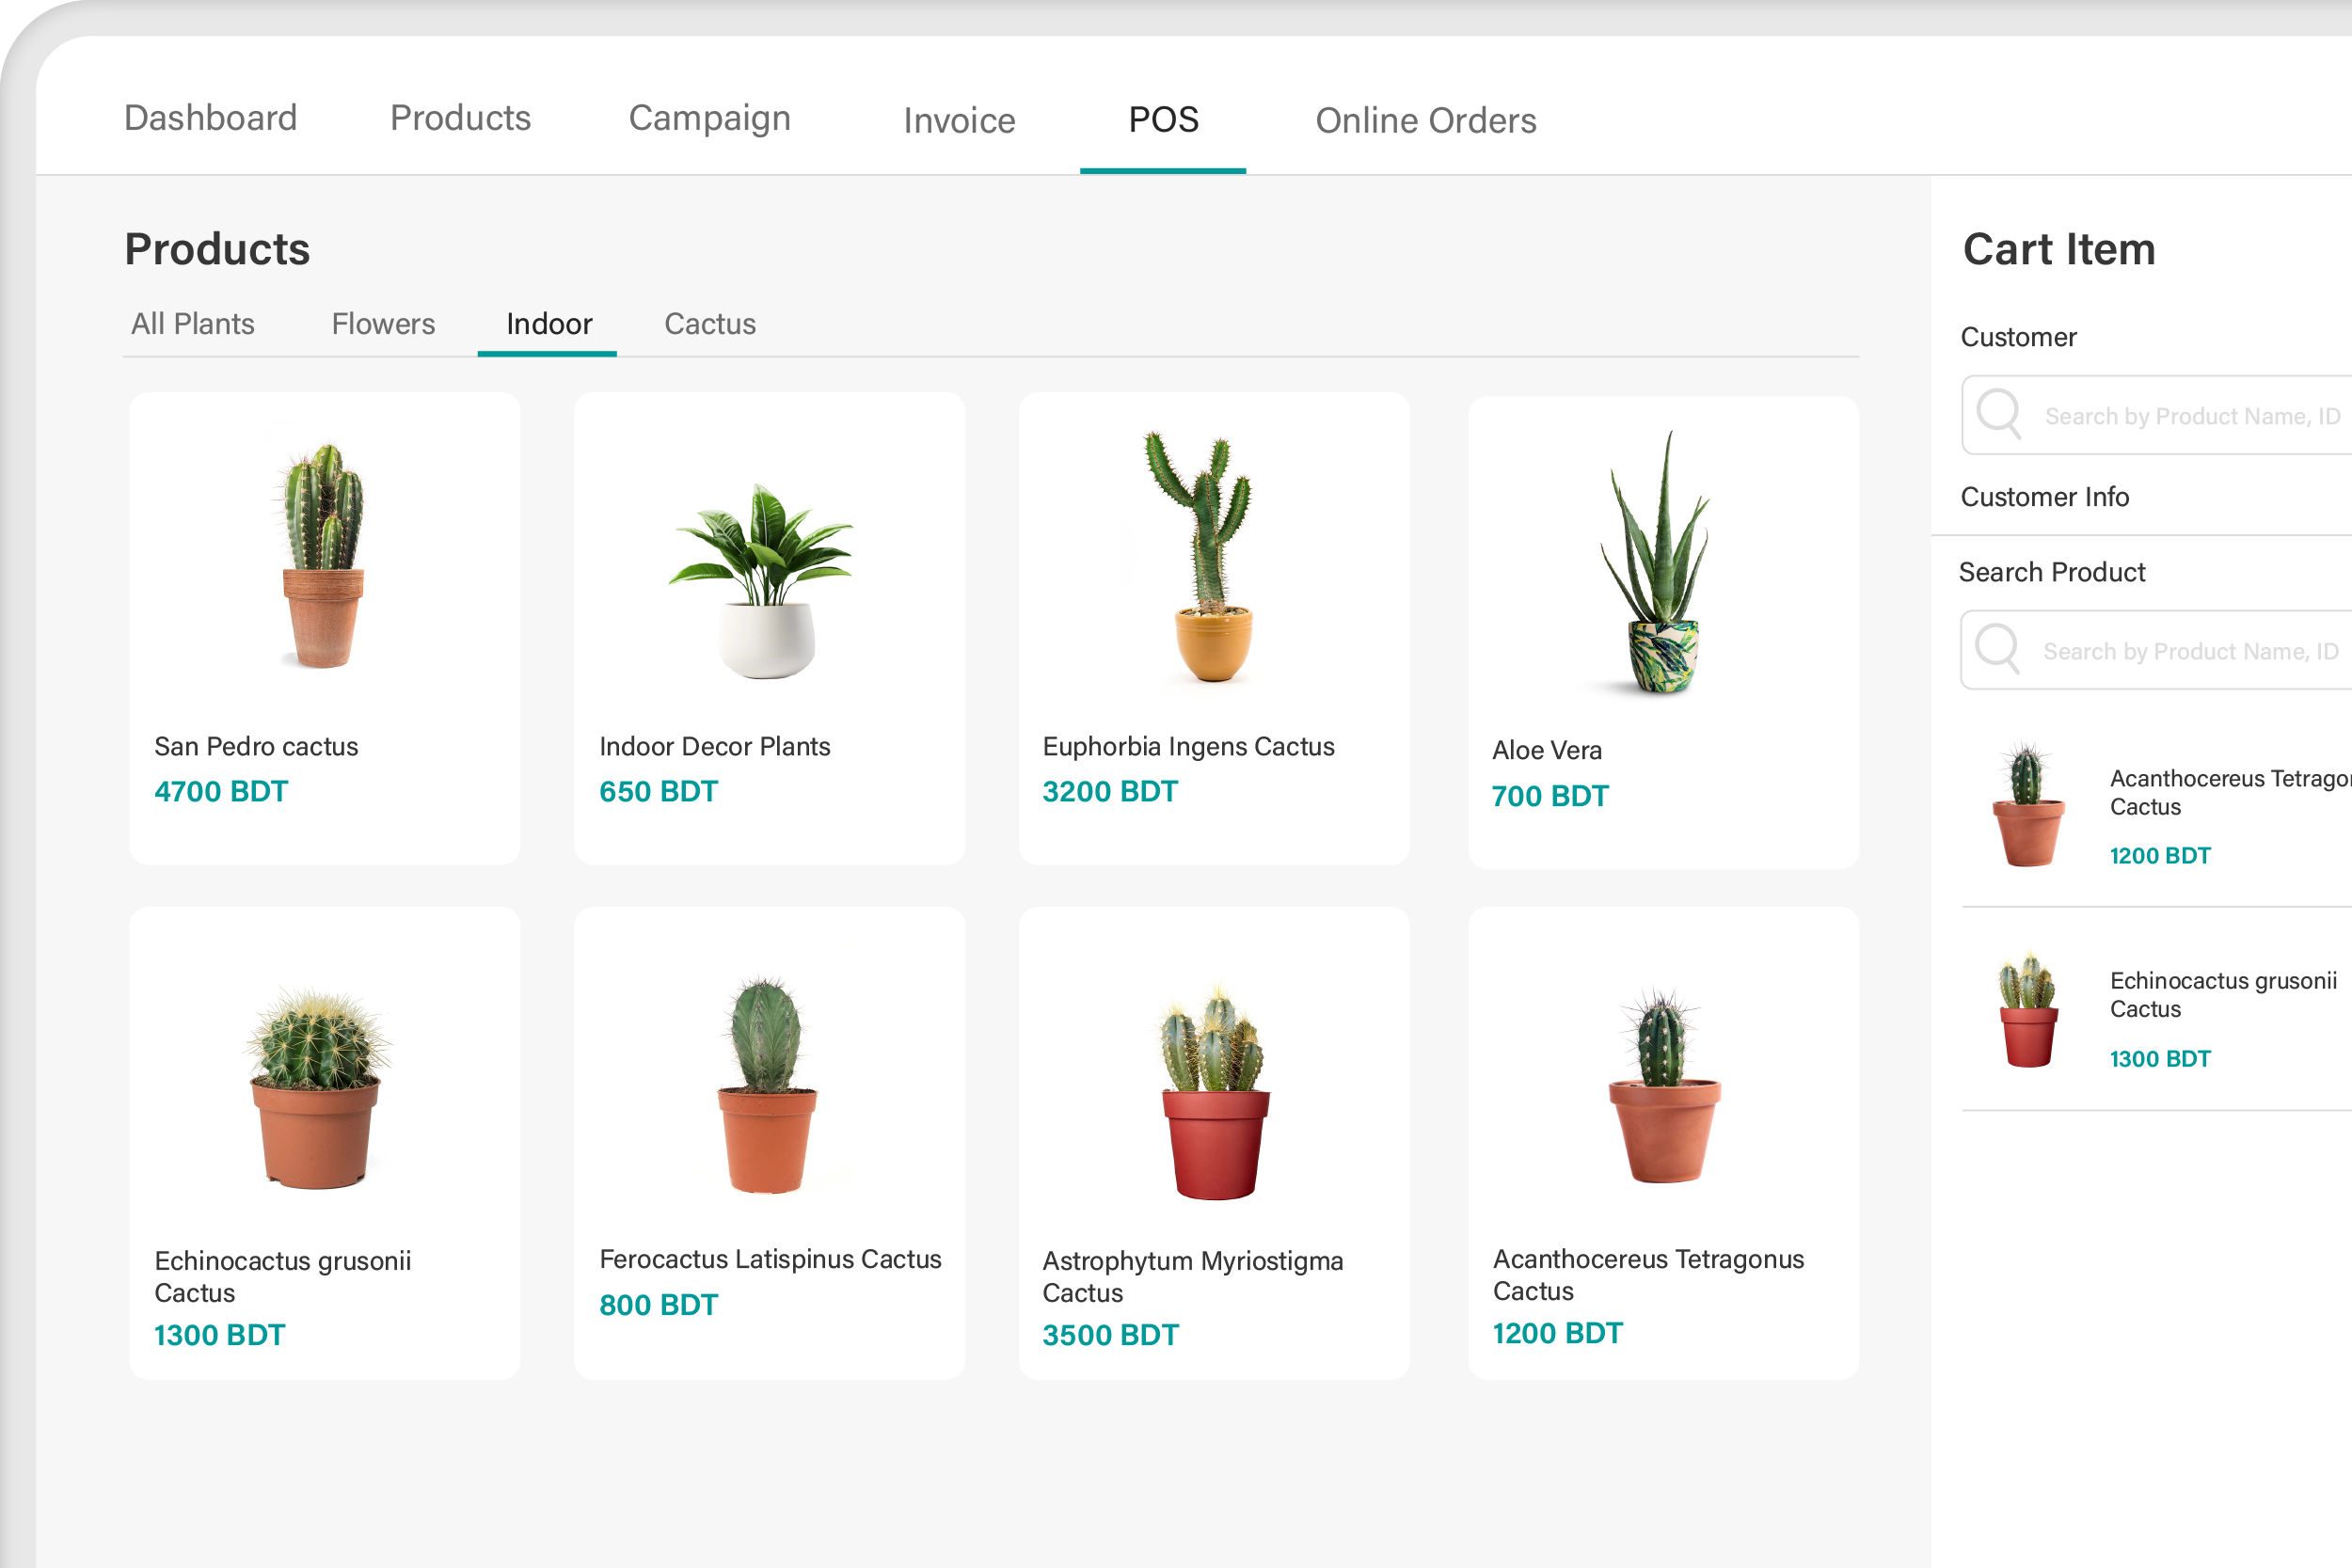 Dashboard Products Campaign Invoice POS Online Orders
Products
All Plants Flowers Indoor Cactus
San Pedro cactus
4700 BDT
Indoor Decor Plants
650 BDT
Euphorbia Ingens Cactus
3200 BDT
Aloe Vera
700 BDT
Echinocactus grusonii
Cactus
1300 BDT
Ferocactus Latispinus Cactus
800 BDT
Astrophytum Myriostigma
Cactus
3500 BDT
Acanthocereus Tetragonus
Cactus
1200 BDT
Cart Item
Customer
Search by Product Name, ID
Customer Info
Search Product
Search by Product Name, ID
Acanthocereus
Cactus
1200 BDT
Echinocactus grusonii
Cactus
1300 BDT